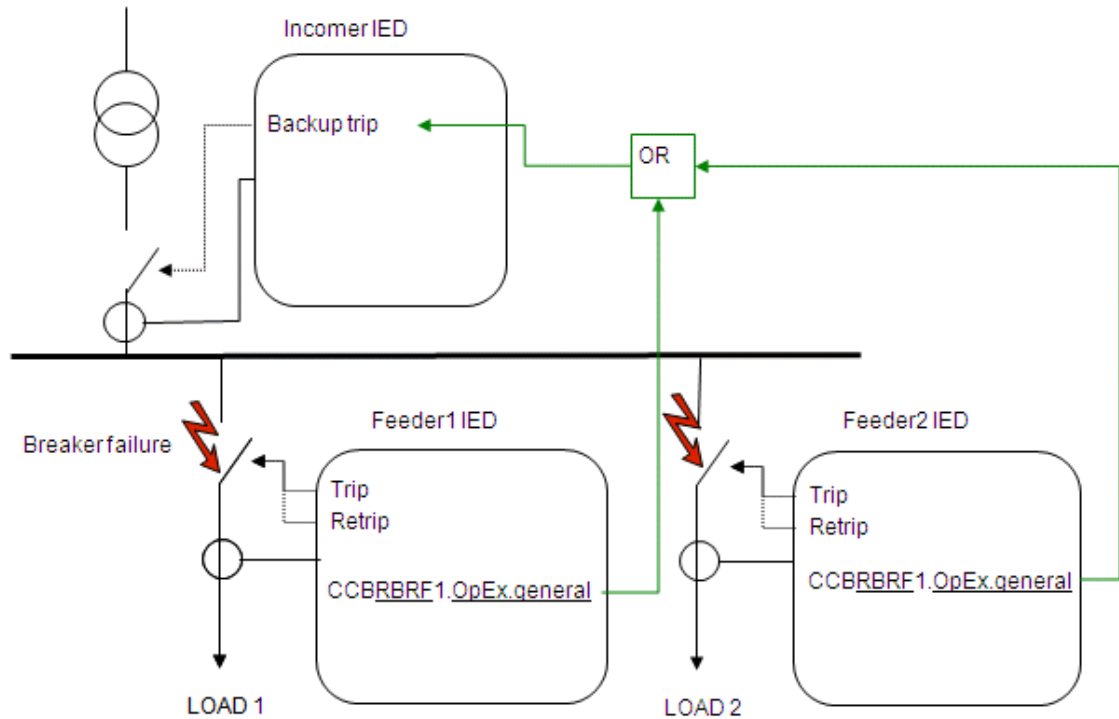 Incomer IED
Backup trip
OR
Breaker failure
Feeder1 IED
Trip
Retrip
CCBRBRF1.OpEx.general
LOAD 1
Feeder2 IED
Trip
Retrip
CCBRBRF1.OpEx.general
LOAD 2